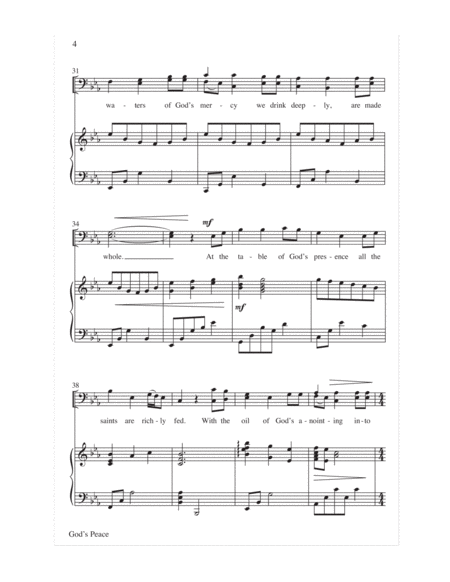 4
31
wa - ters of God's mer - cy we drink deep - ly, are made
34
mf
whole. At the ta - ble of God's pres - ence all the
mf
38
saints are rich - ly fed. With the oil of God's a - noint - ing in - to
God's Peace